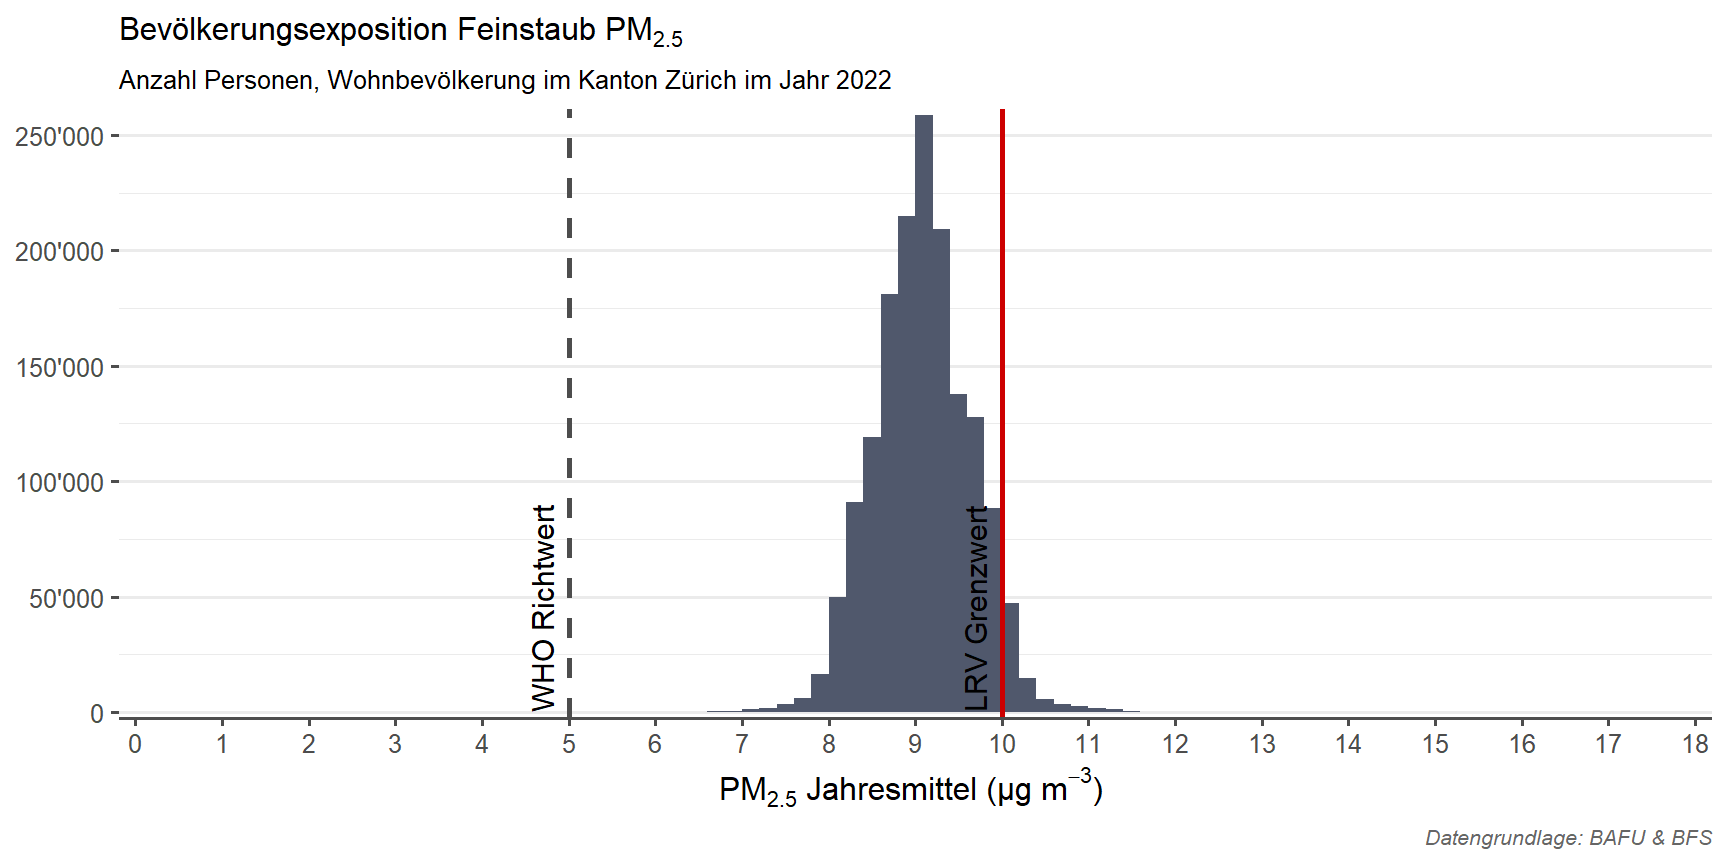 Bevölkerungsexposition Feinstaub PM2.5
Anzahl Personen, Wohnbevölkerung im Kanton Zürich im Jahr 2022
250'000
200'000
150'000
100'000
50'000
0
WHO Richtwert
LRV Grenzwert
0 1 2 3 4 5 6 7 8 9 10 11 12 13 14 15 16 17 18
PM2.5 Jahresmittel (µg m−3)
Datengrundlage: BAFU & BFS